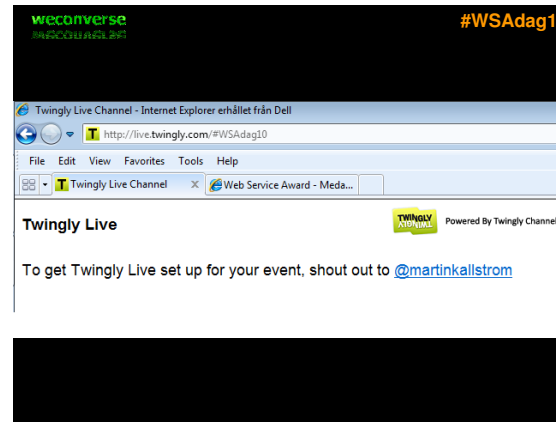 weconverse
#WSAdag1
Twingly Live Channel - Internet Explorer erhållet från Dell
T http://live.twingly.com/#WSAdag10
File Edit View Favorites Tools Help
T Twingly Live Channel x Web Service Award - Meda...
Twingly Live
TWINGLY Powered By Twingly Channel
To get Twingly Live set up for your event, shout out to @martinkallstrom